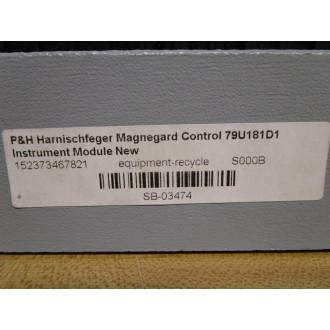 P&H Harnischfeger Magnegard Control 79U181D1
Instrument Module New
152373467821 equipment-recycle S000B
SB-03474